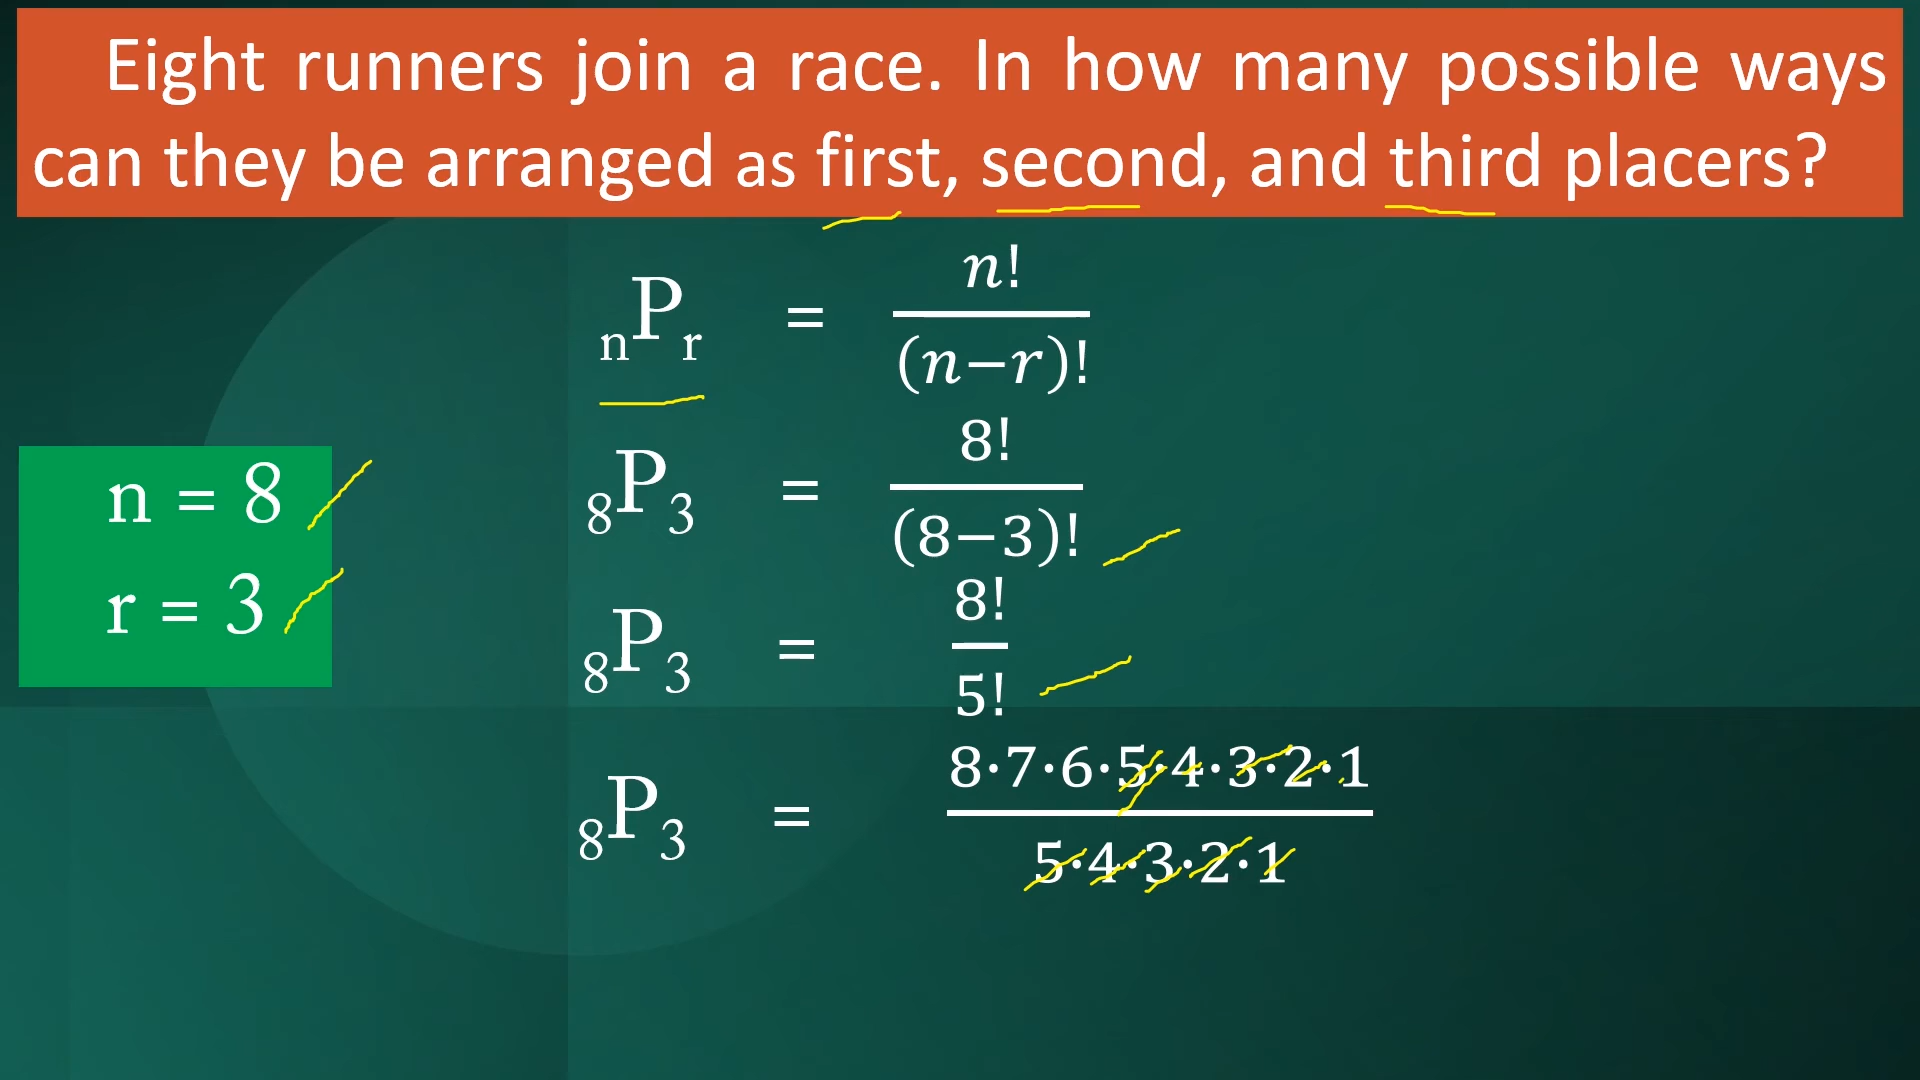 Eight runners join a race. In how many possible ways
can they be arranged as first, second, and third placers?
nPr = n!/(n−r)!
n = 8
r = 3
8P3 = 8!/(8−3)!
8P3 = 8!/5!
8P3 = 8·7·6·5·4·3·2·1/5·4·3·2·1